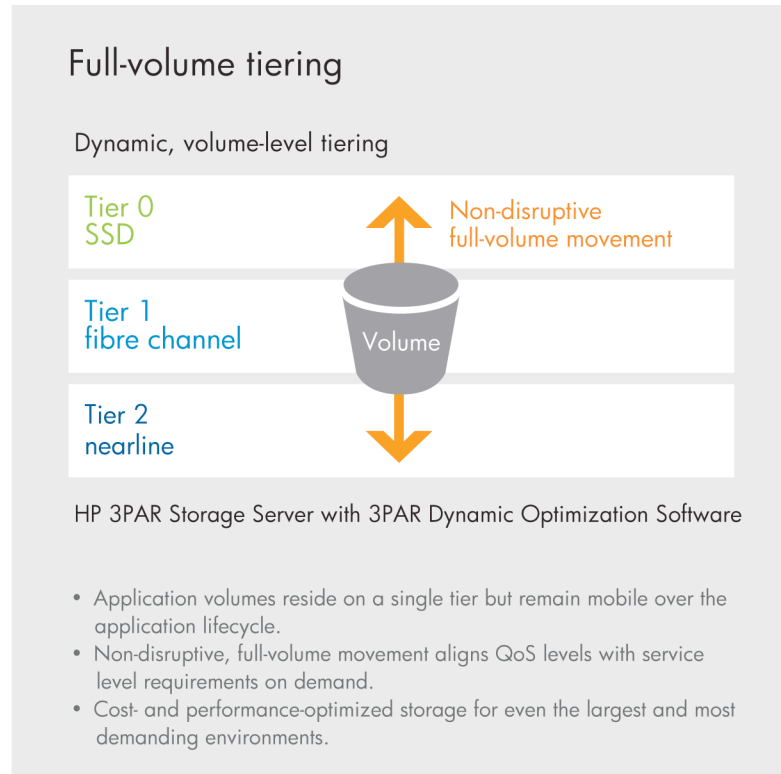 Full-volume tiering
Dynamic, volume-level tiering
Tier 0
SSD
Non-disruptive
full-volume movement
Tier 1
fibre channel
Volume
Tier 2
nearline
HP 3PAR Storage Server with 3PAR Dynamic Optimization Software
• Application volumes reside on a single tier but remain mobile over the
application lifecycle.
• Non-disruptive, full-volume movement aligns QoS levels with service
level requirements on demand.
• Cost- and performance-optimized storage for even the largest and most
demanding environments.